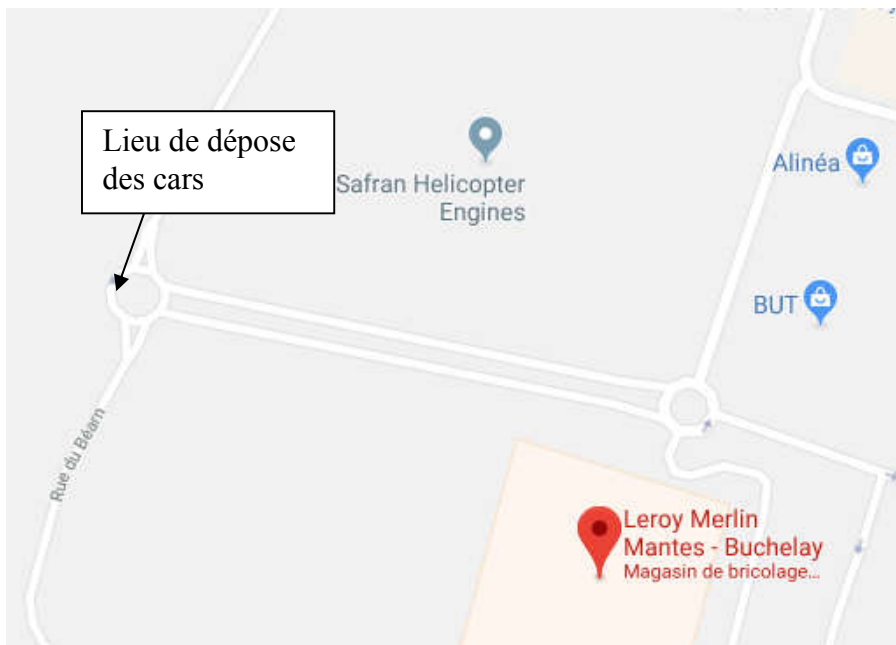 Lieu de dépose
des cars
Safran Helicopter
Engines
Alinéa
BUT
Rue du Béarn
Leroy Merlin
Mantes - Buchelay
Magasin de bricolage...